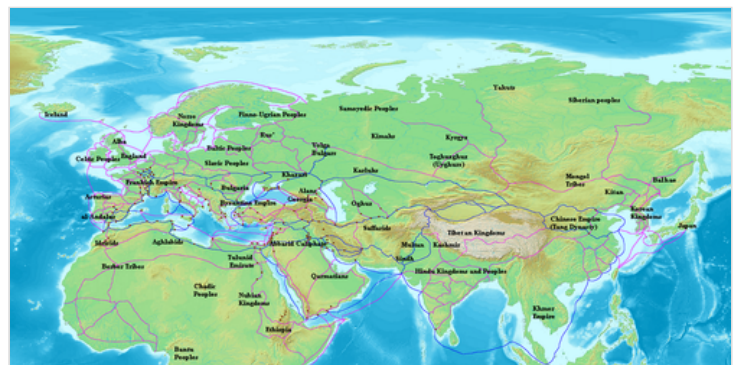 Iceland
Norse
Kingdoms
Finno-Ugrian Peoples
Samoyedic Peoples
Yakuts
Siberian peoples
Alba
Celtic Peoples
England
Baltic Peoples
Rus'
Volga
Bulgars
Kimaks
Kyrgyz
Slavic Peoples
Toghuzghuz
(Uyghurs)
Frankish Empire
Khazars
Karluks
Mongol
Tribes
Balhae
Asturias
Bulgaria
Alans
Georgia
Oghuz
Kitan
al-Andalus
Byzantine Empire
Chinese Empire
(Tang Dynasty)
Korean
Kingdoms
Japan
Idrisids
Aghlabids
Abbasid Caliphate
Saffarids
Multan
Kashmir
Tibetan Kingdoms
Sindh
Berber Tribes
Tulunid
Emirate
Qarmatians
Hindu Kingdoms and Peoples
Chadic
Peoples
Nubian
Kingdoms
Khmer
Empire
Ethiopia
Bantu
Peoples